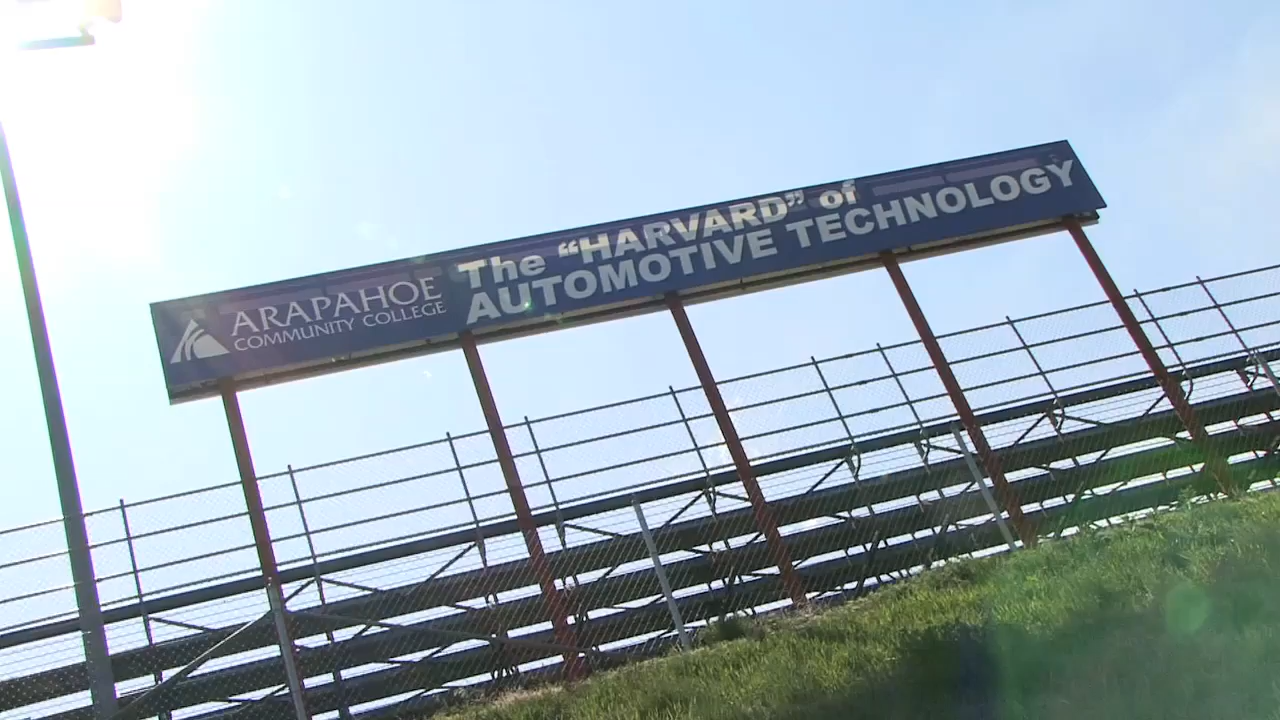 ARAPAHOE
COMMUNITY COLLEGE
The “HARVARD” of
AUTOMOTIVE TECHNOLOGY